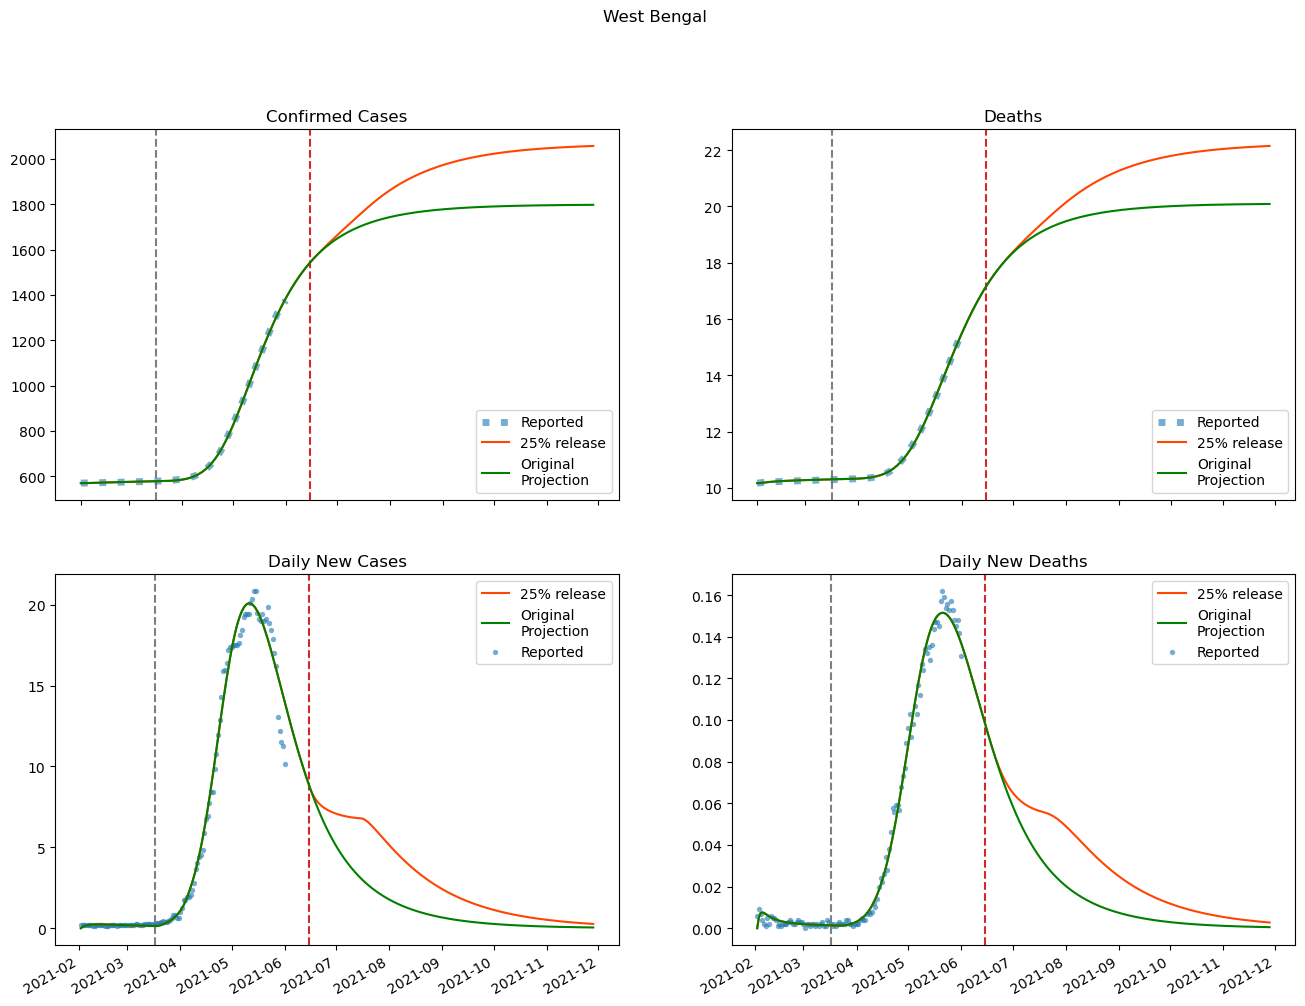 West Bengal
Confirmed Cases
2000
1800
1600
1400
1200
1000
800
600
Reported
25% release
Original
Projection
Deaths
22
20
18
16
14
12
10
Reported
25% release
Original
Projection
Daily New Cases
20
15
10
5
0
25% release
Original
Projection
Reported
2021-02
2021-03
2021-04
2021-05
2021-06
2021-07
2021-08
2021-09
2021-10
2021-11
2021-12
Daily New Deaths
0.16
0.14
0.12
0.10
0.08
0.06
0.04
0.02
0.00
25% release
Original
Projection
Reported
2021-02
2021-03
2021-04
2021-05
2021-06
2021-07
2021-08
2021-09
2021-10
2021-11
2021-12